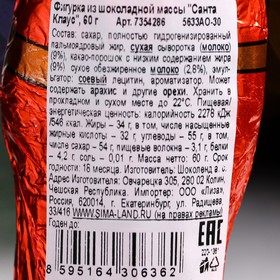 Фигурка из шоколадной массы "Санта
Клаус", 60 г Арт. 7354286 5633АО-30
Состав: сахар, полностью гидрогенизированный
пальмоядровый жир, сухая сыворотка (молоко)
(9%), какао-порошок с низким содержанием жира
9%) сухое обезжиренное молоко (2,8%), эмуль-
гатор: соевый лецитин, ароматизатор. Может
содержать арахис и другие орехи. Хранить в
сухом месте до 22°С. Пищевая/
энергетическая ценность: калорийность 2278 кДж
546 ккал. Жиры – 34 г, в том числе, насыщенные
жирные кислоты – 32 г, углеводы – 55 г, в том
числе сахар – 54 г, пищевые волокна – 3,1 г, белки
– 4,2 г, соль – 0,01 г. Масса нетто: 60 г. Срок
годности: 18 месяцев. Изготовитель: Шоколенд а. с.
Адрес Изготовителя: Овчарецка 305, 280 02 Колин,
Чешская Республика. Импортер: ООО «Лиза»,
Россия, 620014, г. Екатеринбург, ул. Радищева,
33/416 WWW.SIMA-LAND.RU (на правах рекламы)
Годен до:
EAC
8 595164 306362